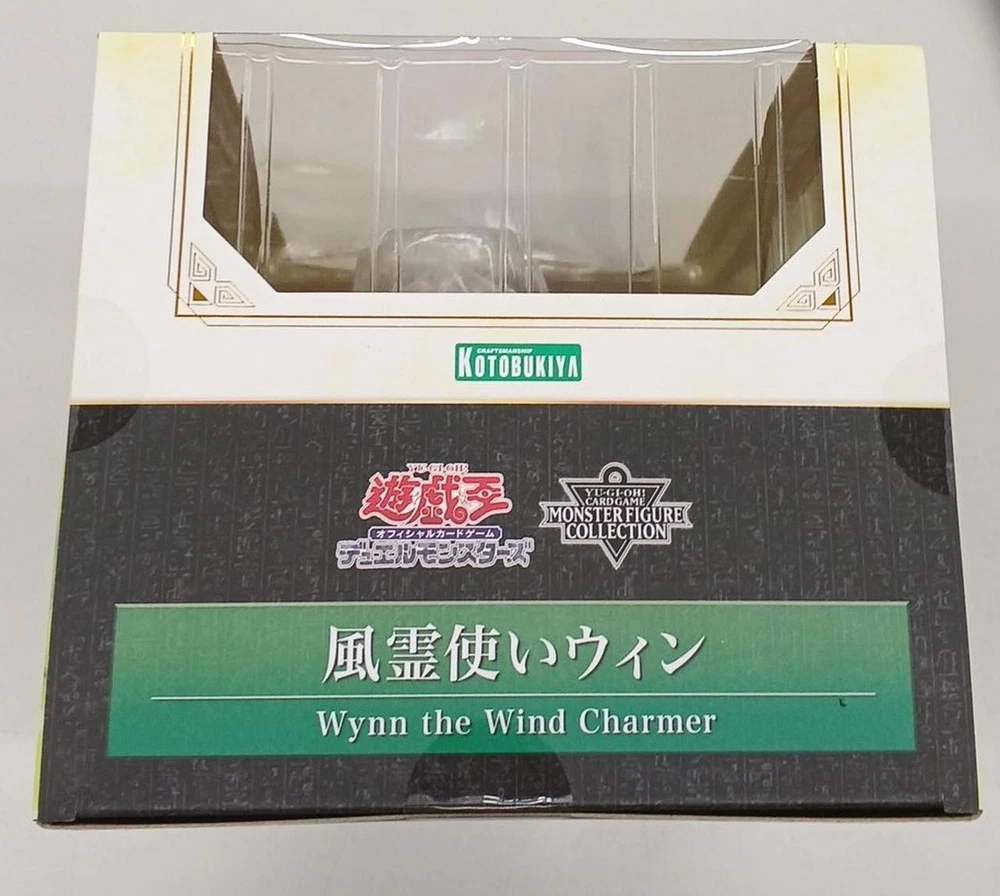 CRAFTSMANSHIP
KOTOBUKIYA
YU-GI-OH!
遊戯王
オフィシャルカードゲーム
デュエルモンスターズ
YU-GI-OH!
CARD GAME
MONSTER FIGURE
COLLECTION
風霊使いウィン
Wynn the Wind Charmer